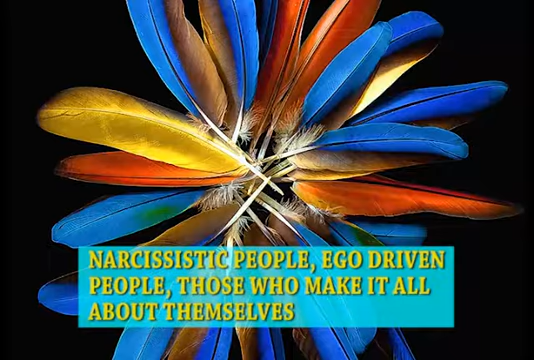 NARCISSISTIC PEOPLE, EGO DRIVEN
PEOPLE, THOSE WHO MAKE IT ALL
ABOUT THEMSELVES